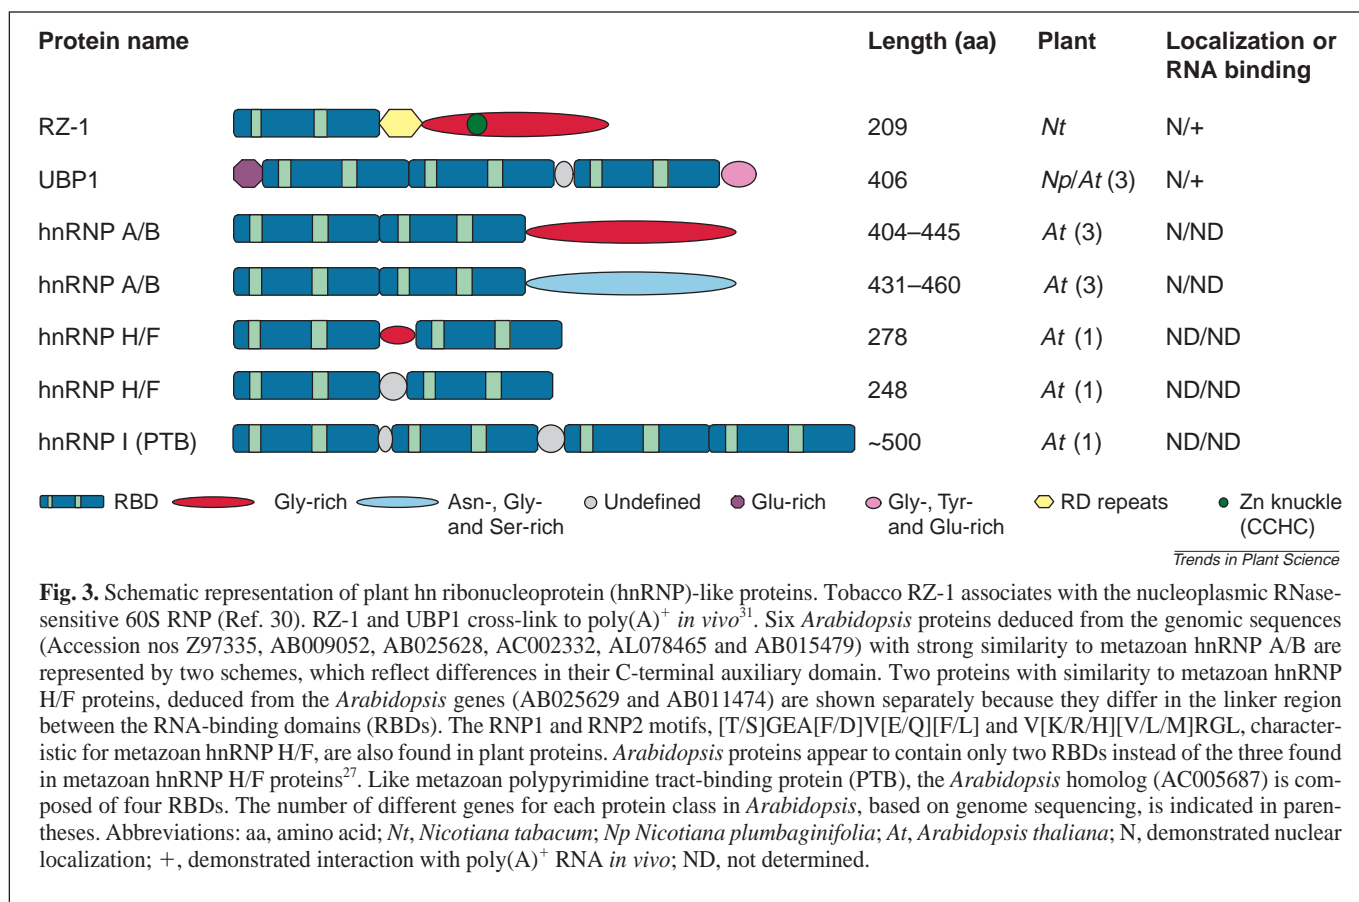 Protein name Length (aa) Plant Localization or
RNA binding
RZ-1 209 Nt N/+
UBP1 406 Np/At (3) N/+
hnRNP A/B 404–445 At (3) N/ND
hnRNP A/B 431–460 At (3) N/ND
hnRNP H/F 278 At (1) ND/ND
hnRNP H/F 248 At (1) ND/ND
hnRNP I (PTB) ~500 At (1) ND/ND
RBD Gly-rich Asn-, Gly- Undefined Glu-rich Gly-, Tyr- RD repeats Zn knuckle
and Ser-rich and Glu-rich (CCHC)
Trends in Plant Science
Fig. 3. Schematic representation of plant hn ribonucleoprotein (hnRNP)-like proteins. Tobacco RZ-1 associates with the nucleoplasmic RNase-
sensitive 60S RNP (Ref. 30). RZ-1 and UBP1 cross-link to poly(A)+ in vivo31. Six Arabidopsis proteins deduced from the genomic sequences
(Accession nos Z97335, AB009052, AB025628, AC002332, AL078465 and AB015479) with strong similarity to metazoan hnRNP A/B are
represented by two schemes, which reflect differences in their C-terminal auxiliary domain. Two proteins with similarity to metazoan hnRNP
H/F proteins, deduced from the Arabidopsis genes (AB025629 and AB011474) are shown separately because they differ in the linker region
between the RNA-binding domains (RBDs). The RNP1 and RNP2 motifs, [T/S]GEA[F/D]V[E/Q][F/L] and V[K/R/H][V/L/M]RGL, character-
istic for metazoan hnRNP H/F, are also found in plant proteins. Arabidopsis proteins appear to contain only two RBDs instead of the three found
in metazoan hnRNP H/F proteins27. Like metazoan polypyrimidine tract-binding protein (PTB), the Arabidopsis homolog (AC005687) is com-
posed of four RBDs. The number of different genes for each protein class in Arabidopsis, based on genome sequencing, is indicated in paren-
theses. Abbreviations: aa, amino acid; Nt, Nicotiana tabacum; Np Nicotiana plumbaginifolia; At, Arabidopsis thaliana; N, demonstrated nuclear
localization; +, demonstrated interaction with poly(A)+ RNA in vivo; ND, not determined.